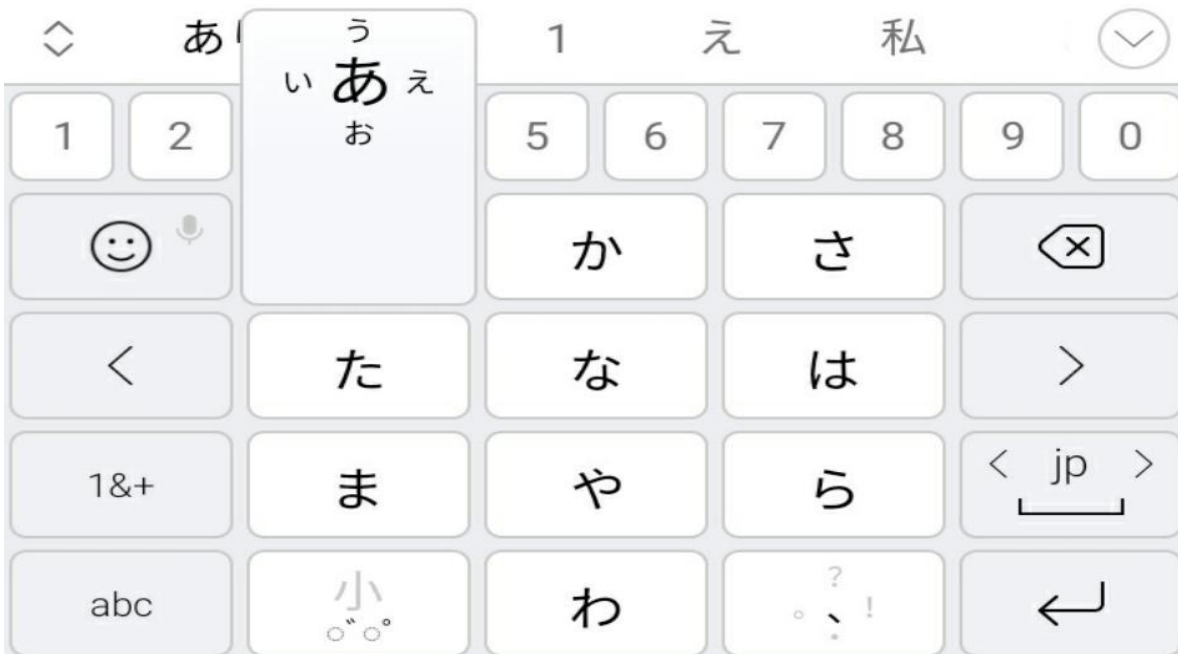 あ 1 え 私
う
い あ え
お
1 2 5 6 7 8 9 0
か さ
た な は
1&+ ま や ら < jp >
abc 小 ゛ ゜ わ 。 ? 、 ! .